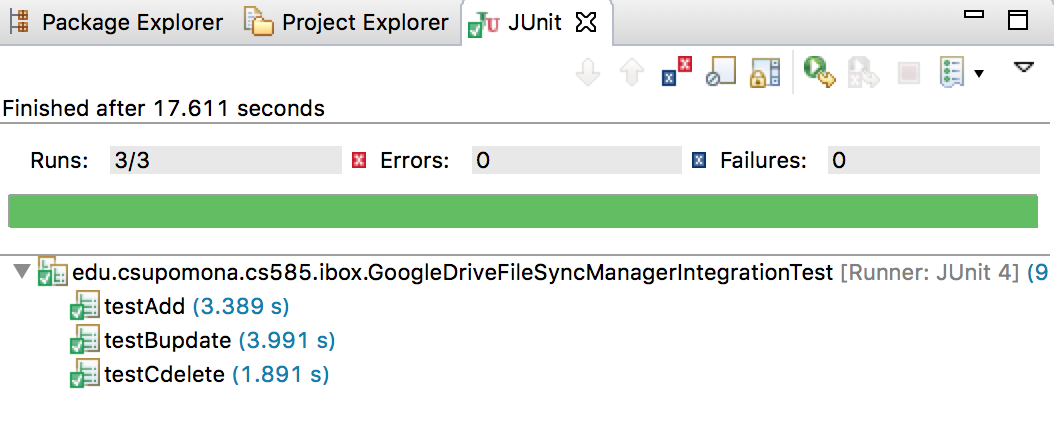 Package Explorer Project Explorer JUnit
Finished after 17.611 seconds
Runs: 3/3 Errors: 0 Failures: 0
edu.csupomona.cs585.ibox.GoogleDriveFileSyncManagerIntegrationTest [Runner: JUnit 4] (9
testAdd (3.389 s)
testBupdate (3.991 s)
testCdelete (1.891 s)